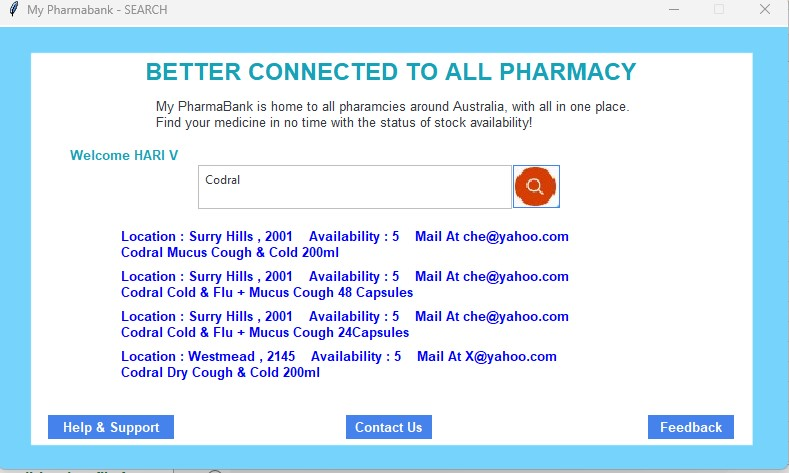 My Pharmabank - SEARCH
BETTER CONNECTED TO ALL PHARMACY
My PharmaBank is home to all pharamcies around Australia, with all in one place.
Find your medicine in no time with the status of stock availability!
Welcome HARI V
Codral
Location : Surry Hills , 2001 Availability : 5 Mail At che@yahoo.com
Codral Mucus Cough & Cold 200ml
Location : Surry Hills , 2001 Availability : 5 Mail At che@yahoo.com
Codral Cold & Flu + Mucus Cough 48 Capsules
Location : Surry Hills , 2001 Availability : 5 Mail At che@yahoo.com
Codral Cold & Flu + Mucus Cough 24Capsules
Location : Westmead , 2145 Availability : 5 Mail At X@yahoo.com
Codral Dry Cough & Cold 200ml
Help & Support Contact Us Feedback